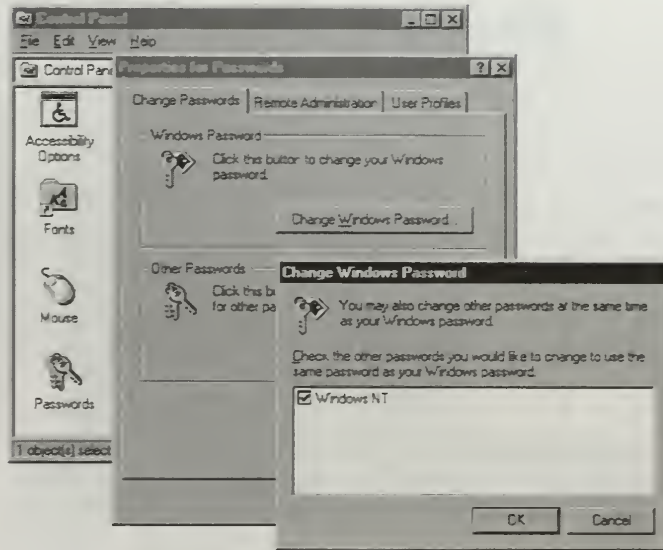 Control Panel
File Edit View Help
Control Pane
Accessibility
Options
Fonts
Mouse
Passwords
1 object(s) select
Properties for Passwords
Change Passwords Remote Administration User Profiles
Windows Password
Click this button to change your Windows
password.
Change Windows Password...
Other Passwords
Click this b
for other pa
Change Windows Password
You may also change other passwords at the same time
as your Windows password.
Check the other passwords you would like to change to use the
same password as your Windows password.
Windows NT
OK Cancel